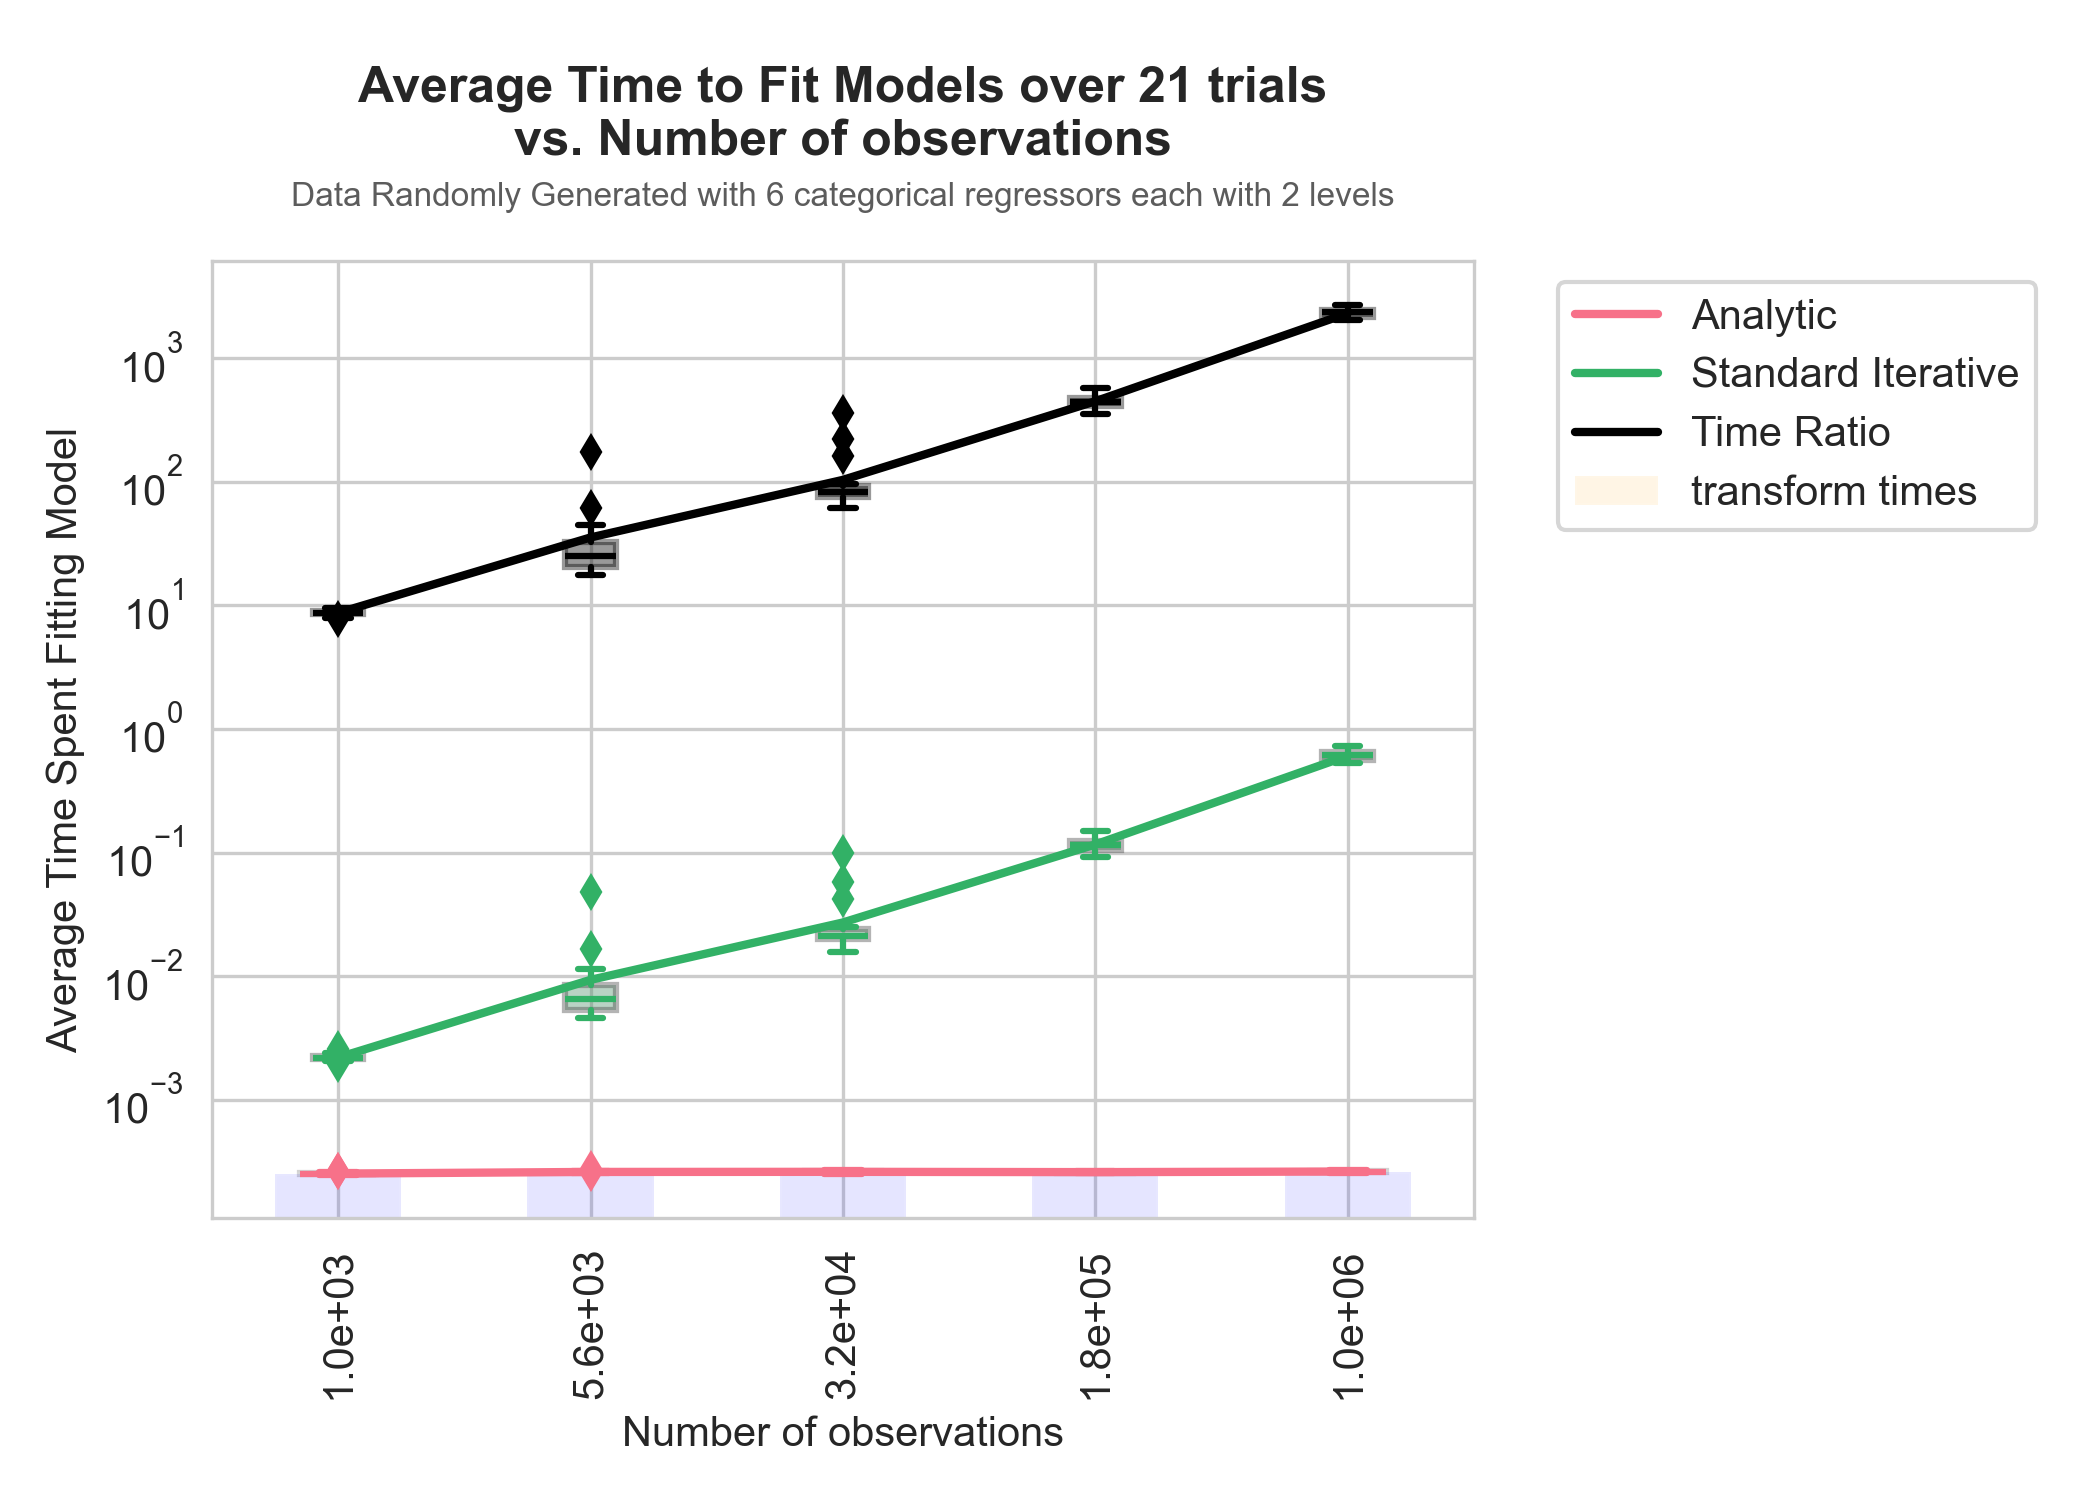 Average Time to Fit Models over 21 trials
vs. Number of observations
Data Randomly Generated with 6 categorical regressors each with 2 levels
Average Time Spent Fitting Model
10^3
10^2
10^1
10^0
10^−1
10^−2
10^−3
1.0e+03
5.6e+03
3.2e+04
1.8e+05
1.0e+06
Number of observations
Analytic
Standard Iterative
Time Ratio
transform times